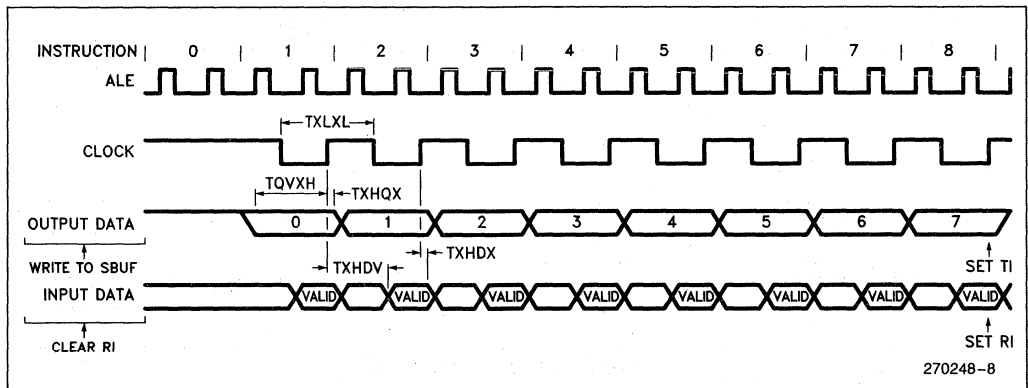 INSTRUCTION | 0 | 1 | 2 | 3 | 4 | 5 | 6 | 7 | 8 |
ALE
TXLXL
CLOCK
TQVXH TXHQX
OUTPUT DATA 0 1 2 3 4 5 6 7
WRITE TO SBUF TXHDV TXHDX SET TI
INPUT DATA VALID VALID VALID VALID VALID VALID VALID VALID
CLEAR RI SET RI
270248-8